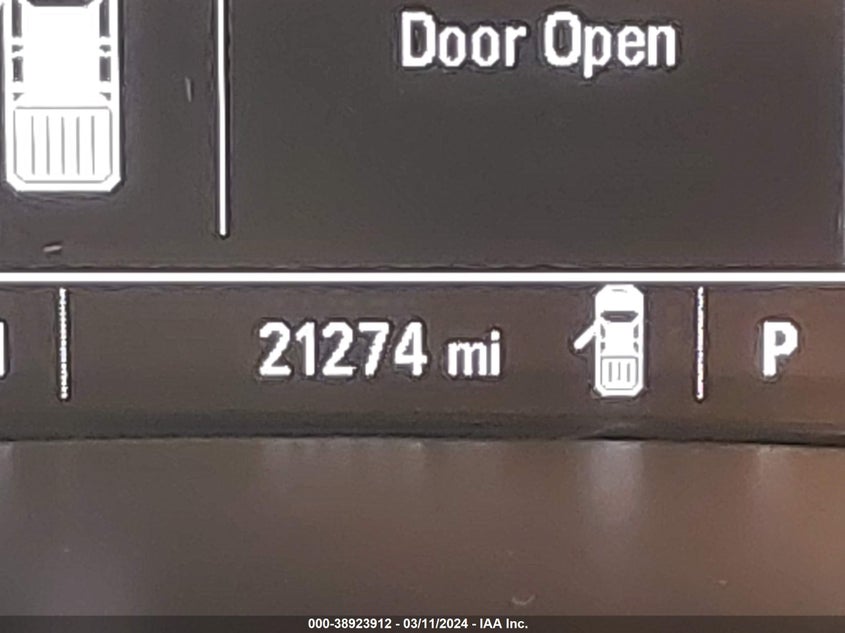 Door Open
21274 mi
P
000-38923912 - 03/11/2024 - IAA Inc.